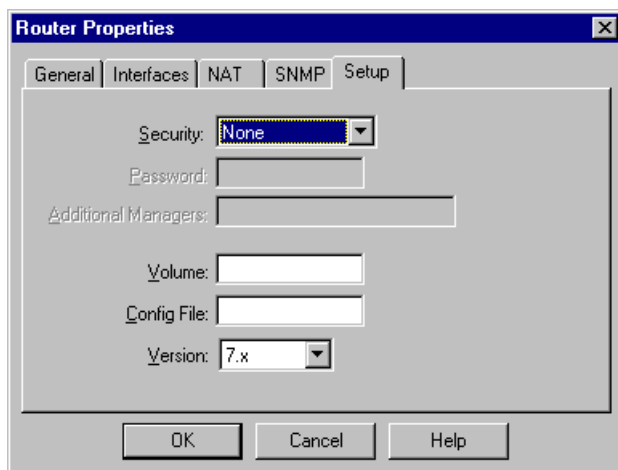 Router Properties
General Interfaces NAT SNMP Setup
Security: None
Password:
Additional Managers:
Volume:
Config File:
Version: 7.x
OK Cancel Help